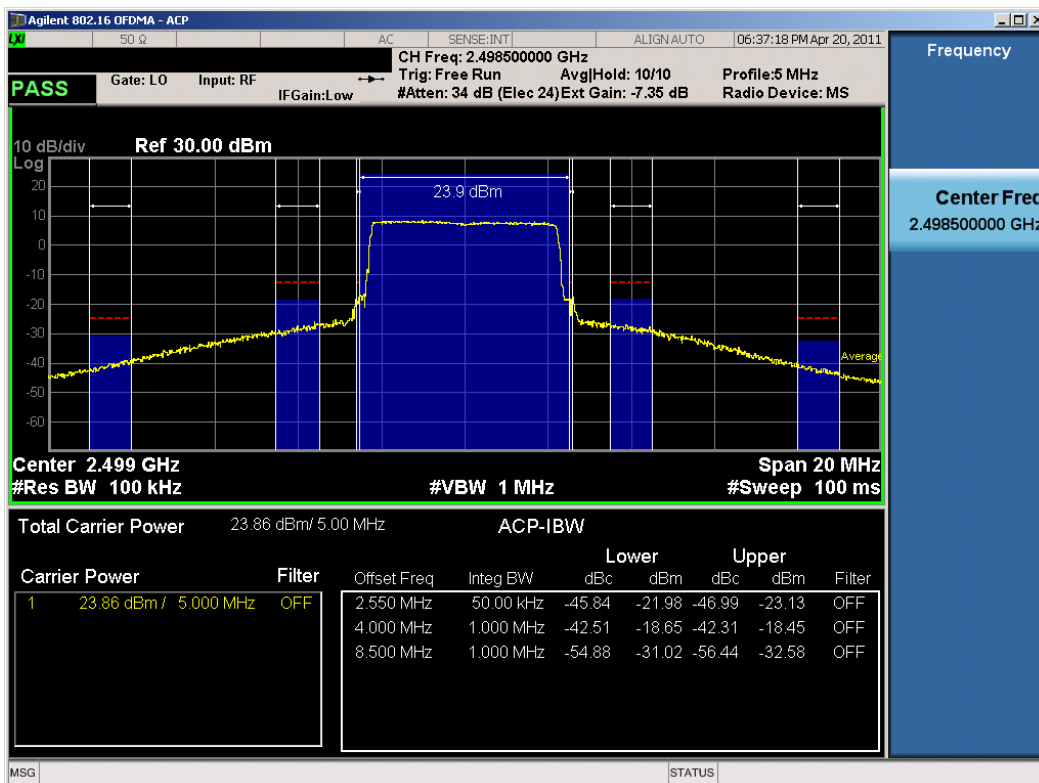 Agilent 802.16 OFDMA - ACP
LXI 50 Ω AC SENSE:INT ALIGN AUTO 06:37:18 PM Apr 20, 2011
CH Freq: 2.498500000 GHz
PASS Gate: LO Input: RF Trig: Free Run Avg|Hold: 10/10 Profile:5 MHz
IFGain:Low #Atten: 34 dB (Elec 24) Ext Gain: -7.35 dB Radio Device: MS
Frequency
Center Freq
2.498500000 GHz
10 dB/div Ref 30.00 dBm
Log
23.9 dBm
20
10
0
-10
-20
-30
-40
-50
-60
Average
Center 2.499 GHz Span 20 MHz
#Res BW 100 kHz #VBW 1 MHz #Sweep 100 ms
Total Carrier Power 23.86 dBm/ 5.00 MHz ACP-IBW
Lower Upper
Carrier Power Filter Offset Freq Integ BW dBc dBm dBc dBm Filter
1 23.86 dBm / 5.000 MHz OFF 2.550 MHz 50.00 kHz -45.84 -21.98 -46.99 -23.13 OFF
4.000 MHz 1.000 MHz -42.51 -18.65 -42.31 -18.45 OFF
8.500 MHz 1.000 MHz -54.88 -31.02 -56.44 -32.58 OFF
MSG STATUS